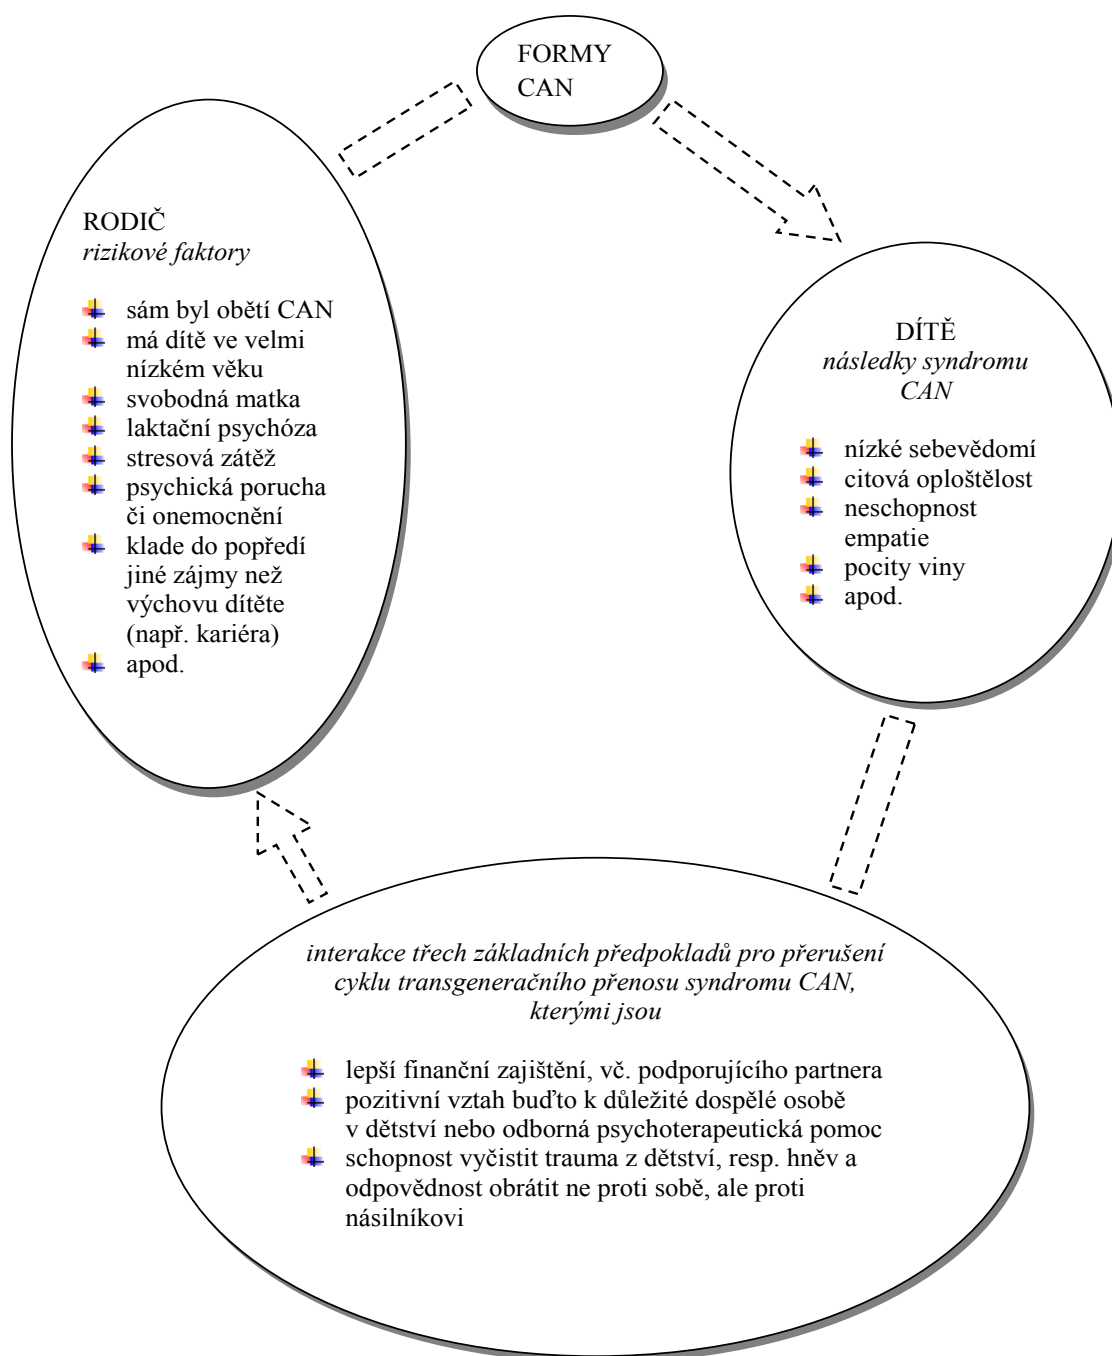 FORMY
CAN
RODIČ
rizikové faktory
sám byl obětí CAN
má dítě ve velmi
nízkém věku
svobodná matka
laktační psychóza
stresová zátěž
psychická porucha
či onemocnění
klade do popředí
jiné zájmy než
výchovu dítěte
(např. kariéra)
apod.
DÍTĚ
následky syndromu
CAN
nízké sebevědomí
citová oploštělost
neschopnost
empatie
pocity viny
apod.
interakce třech základních předpokladů pro přerušení
cyklu transgeneračního přenosu syndromu CAN,
kterými jsou
lepší finanční zajištění, vč. podporujícího partnera
pozitivní vztah buďto k důležité dospělé osobě
v dětství nebo odborná psychoterapeutická pomoc
schopnost vyčistit trauma z dětství, resp. hněv a
odpovědnost obrátit ne proti sobě, ale proti
násilníkovi